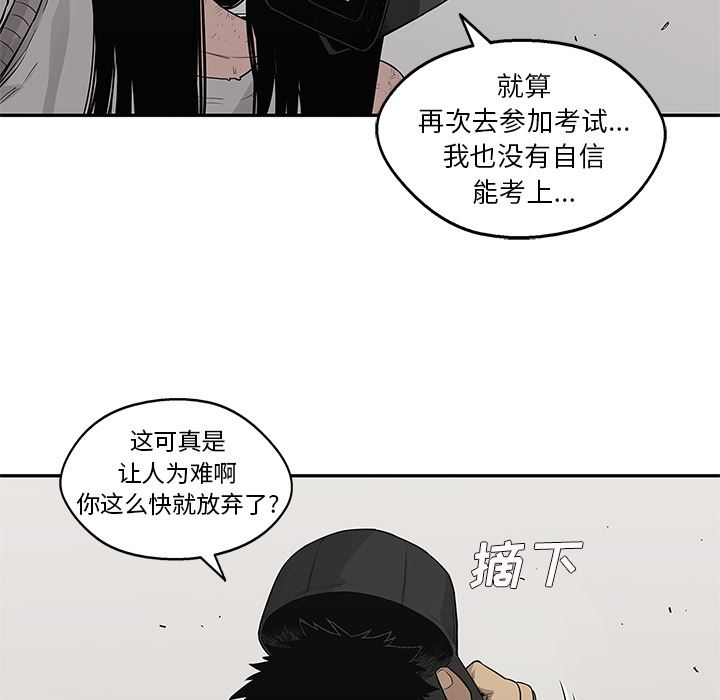 就算
再次去参加考试...
我也没有自信
能考上...
这可真是
让人为难啊
你这么快就放弃了?
摘下